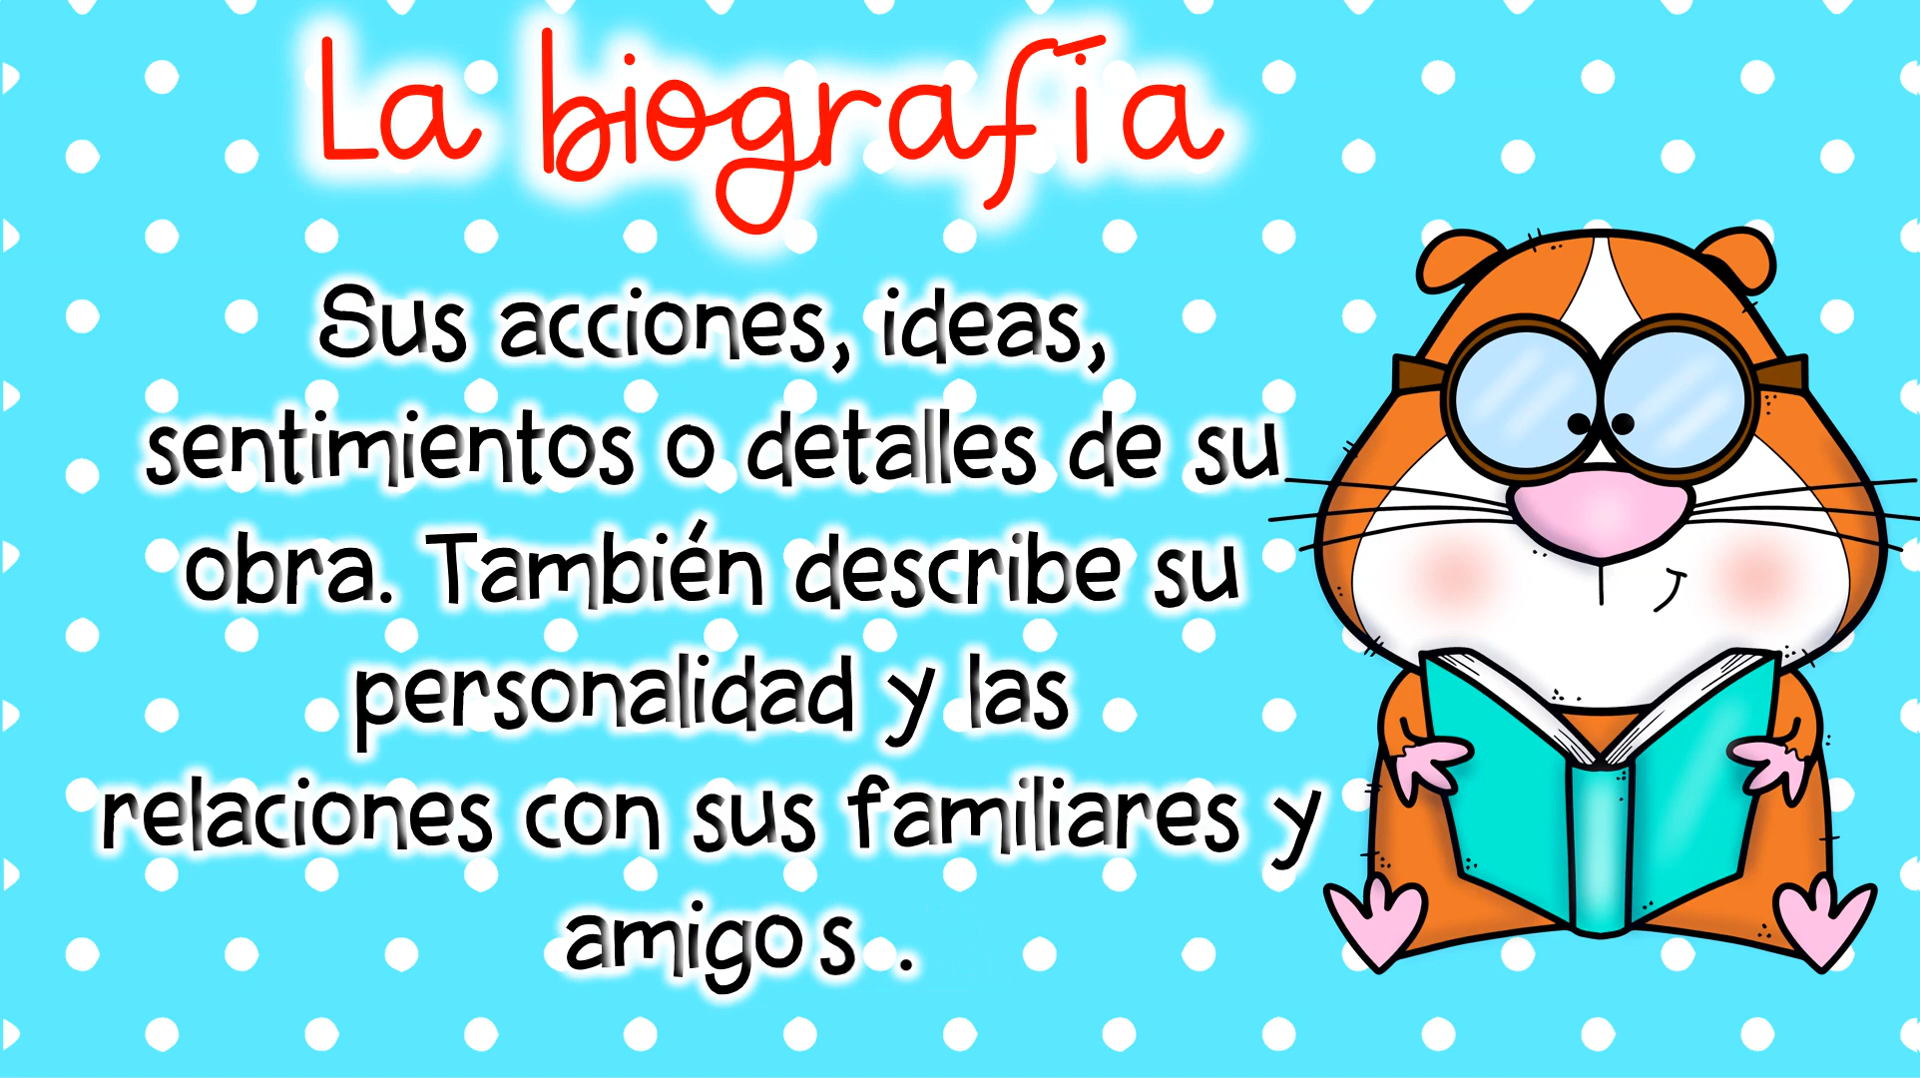 La biografía
Sus acciones, ideas,
sentimientos o detalles de su
obra. También describe su
personalidad y las
relaciones con sus familiares y
amigos .